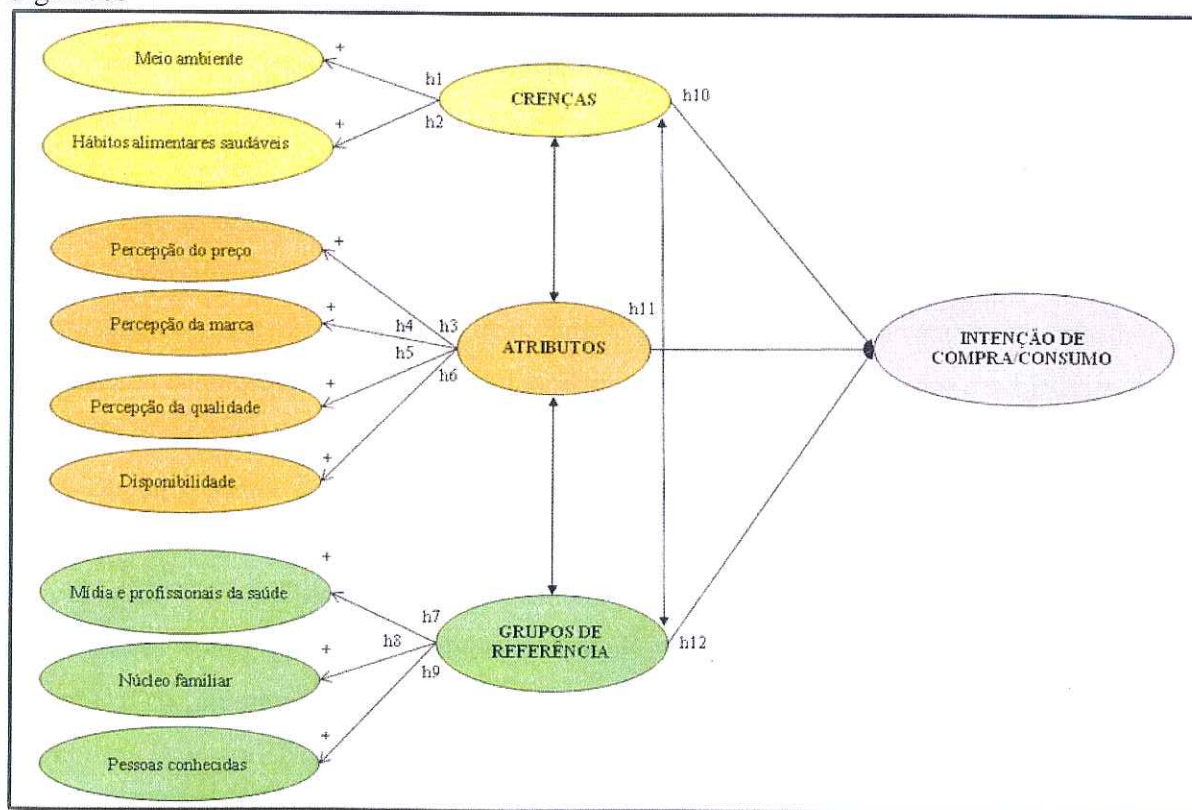 Meio ambiente
+
h1
CRENÇAS
h10
Hábitos alimentares saudáveis
+
h2
Percepção do preço
+
Percepção da marca
+
h4
h3
ATRIBUTOS
h11
INTENÇÃO DE
COMPRA/CONSUMO
h5
h6
Percepção da qualidade
+
Disponibilidade
+
Mídia e profissionais da saúde
+
h7
GRUPOS DE
REFERÊNCIA
h12
h8
Núcleo familiar
+
h9
Pessoas conhecidas
+